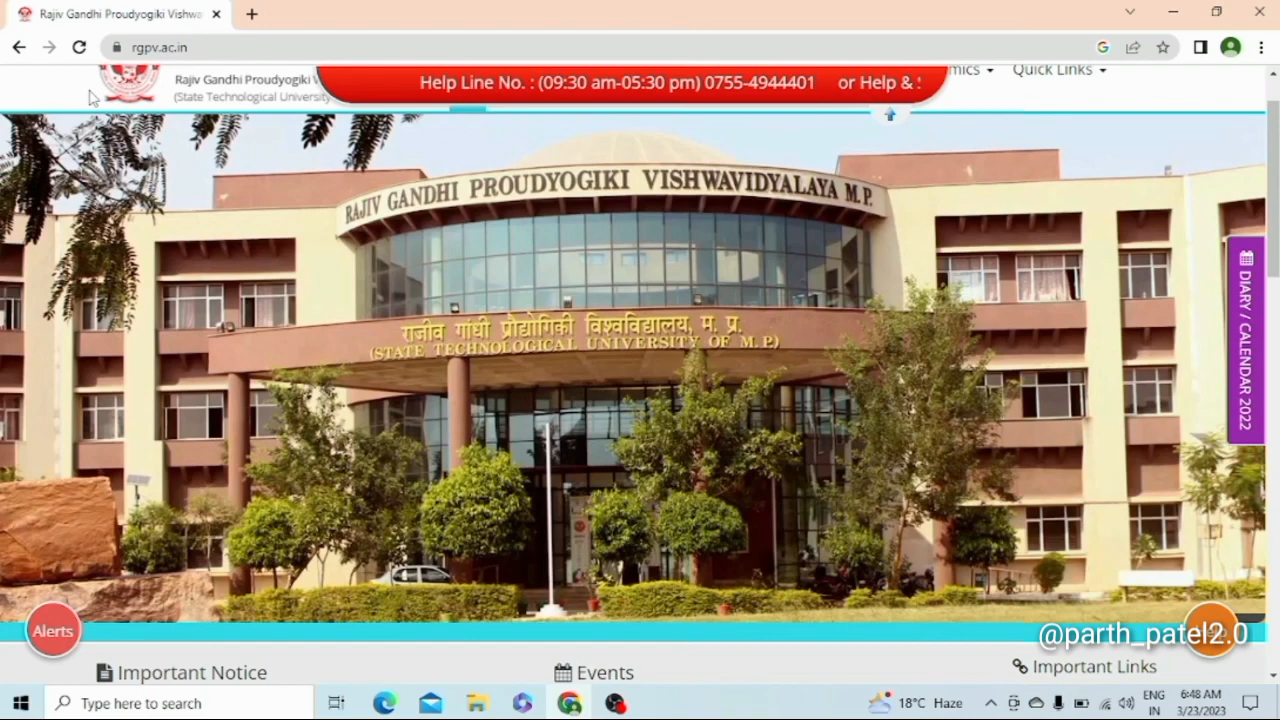 Rajiv Gandhi Proudyogiki Vishwa
rgpv.ac.in
Rajiv Gandhi Proudyogiki V
(State Technological University
Help Line No. : (09:30 am-05:30 pm) 0755-4944401 or Help &
mics
Quick Links
RAJIV GANDHI PROUDYOGIKI VISHWAVIDYALAYA M.P.
राजीव गांधी प्रौद्योगिकी विश्वविद्यालय, म. प्र.
(STATE TECHNOLOGICAL UNIVERSITY OF M.P.)
DIARY / CALENDAR 2022
Alerts
@parth_patel2.0
Important Notice
Events
Important Links
Type here to search
18°C Haze
ENG
IN
6:48 AM
3/23/2023